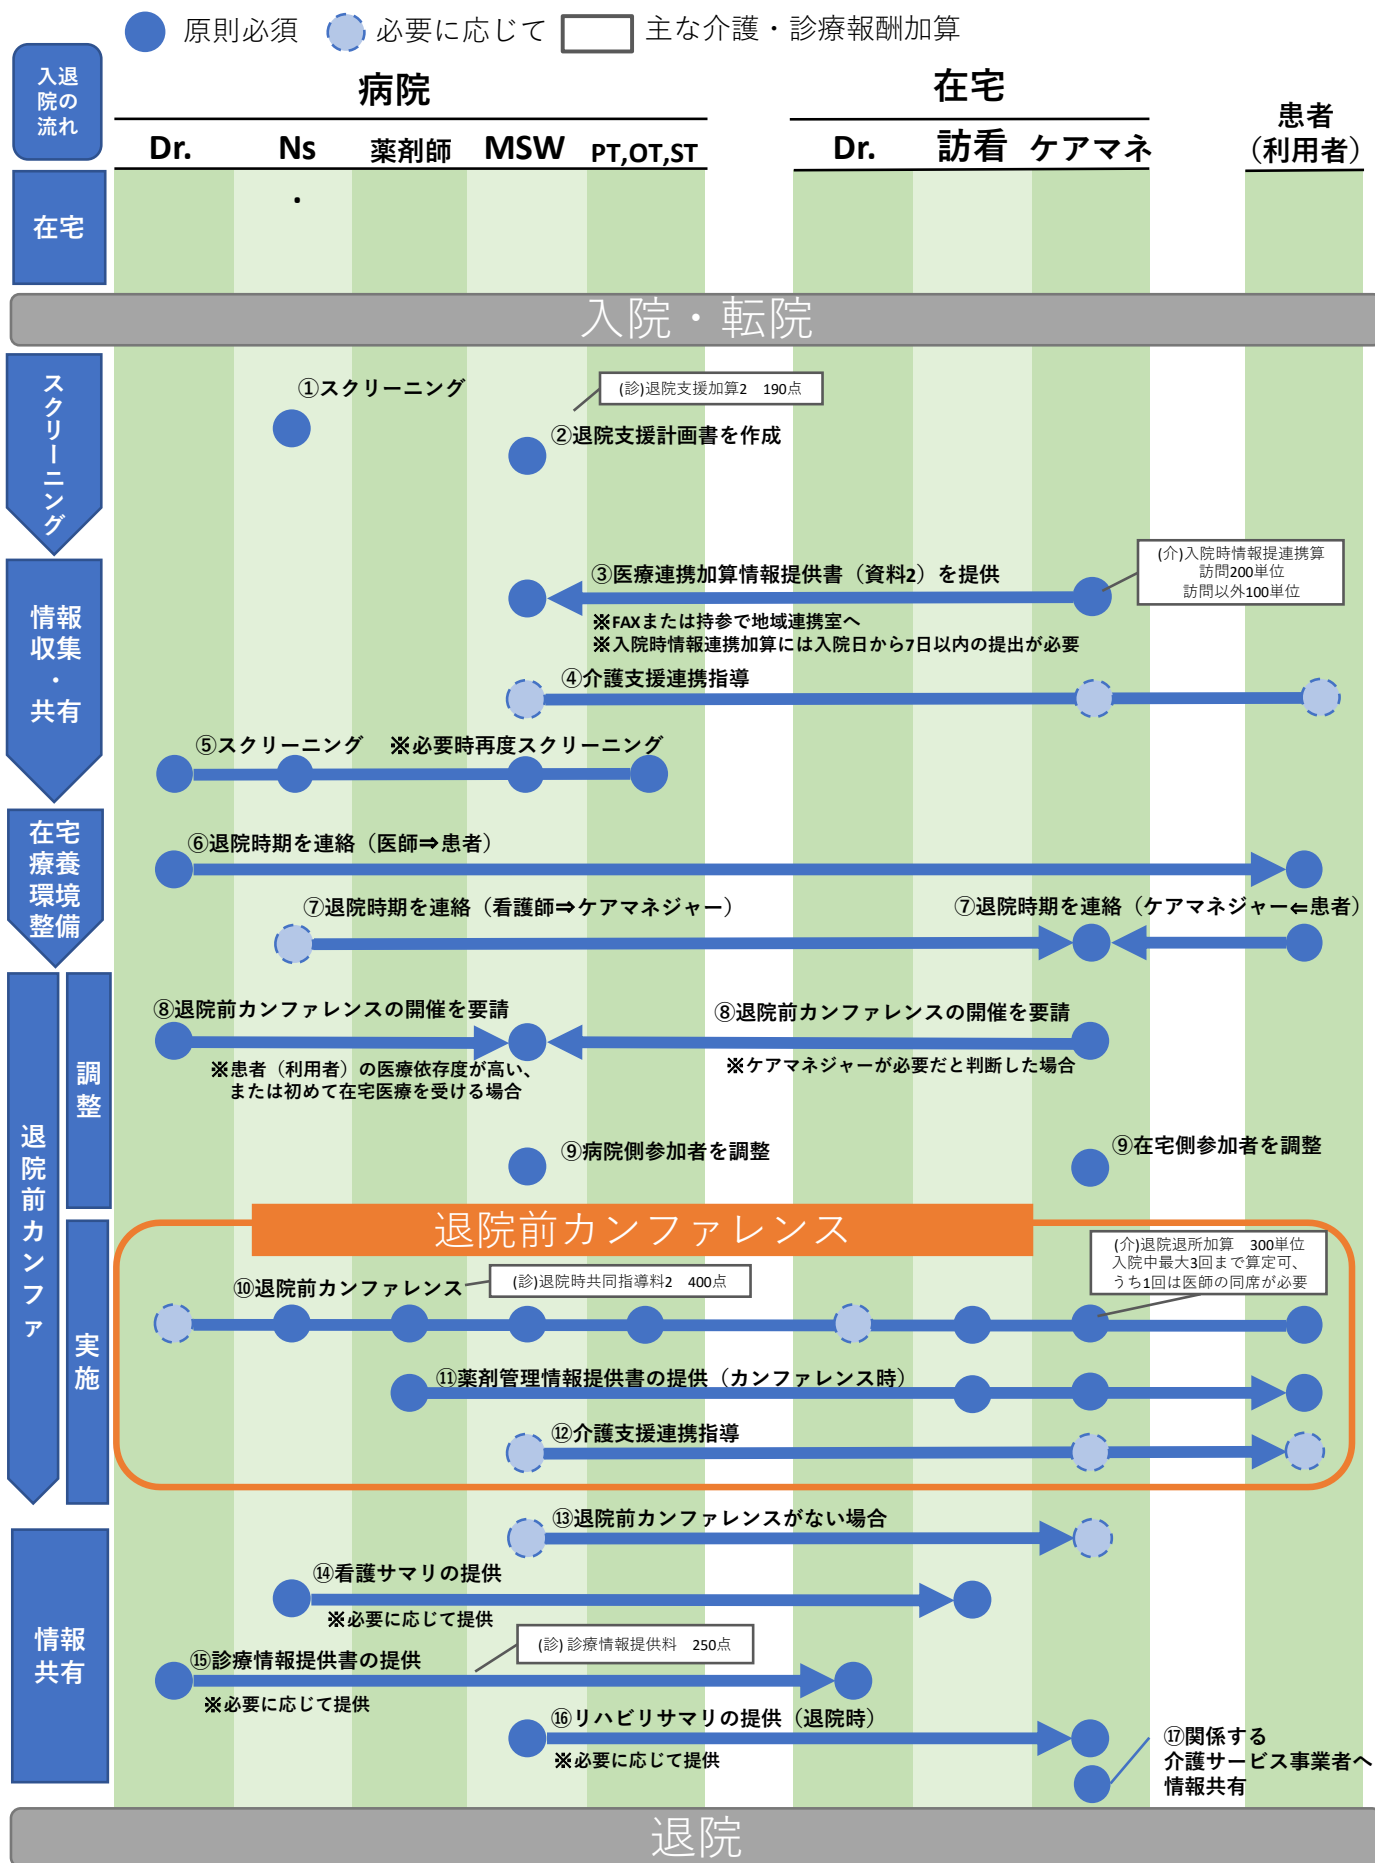 原則必須
必要に応じて
主な介護・診療報酬加算
入退
院の
流れ
病院
在宅
患者
（利用者）
Dr.
Ns
.
薬剤師
MSW
PT,OT,ST
Dr.
訪看
ケアマネ
在宅
入院・転院
スクリーニング
①スクリーニング
(診)退院支援加算2　190点
②退院支援計画書を作成
情報
収集
・
共有
(介)入院時情報提連携算
訪問200単位
訪問以外100単位
③医療連携加算情報提供書（資料2）を提供
※FAXまたは持参で地域連携室へ
※入院時情報連携加算には入院日から7日以内の提出が必要
④介護支援連携指導
⑤スクリーニング　※必要時再度スクリーニング
在宅
療養
環境
整備
⑥退院時期を連絡（医師⇒患者）
⑦退院時期を連絡（看護師⇒ケアマネジャー）
⑦退院時期を連絡（ケアマネジャー⇐患者）
退院前カンファ
調整
⑧退院前カンファレンスの開催を要請
※患者（利用者）の医療依存度が高い、
または初めて在宅医療を受ける場合
⑧退院前カンファレンスの開催を要請
※ケアマネジャーが必要だと判断した場合
⑨病院側参加者を調整
⑨在宅側参加者を調整
実施
退院前カンファレンス
(介)退院退所加算　300単位
入院中最大3回まで算定可、
うち1回は医師の同席が必要
⑩退院前カンファレンス
(診)退院時共同指導料2　400点
⑪薬剤管理情報提供書の提供（カンファレンス時）
⑫介護支援連携指導
情報
共有
⑬退院前カンファレンスがない場合
⑭看護サマリの提供
※必要に応じて提供
(診) 診療情報提供料　250点
⑮診療情報提供書の提供
※必要に応じて提供
⑯リハビリサマリの提供（退院時）
※必要に応じて提供
⑰関係する
介護サービス事業者へ
情報共有
退院